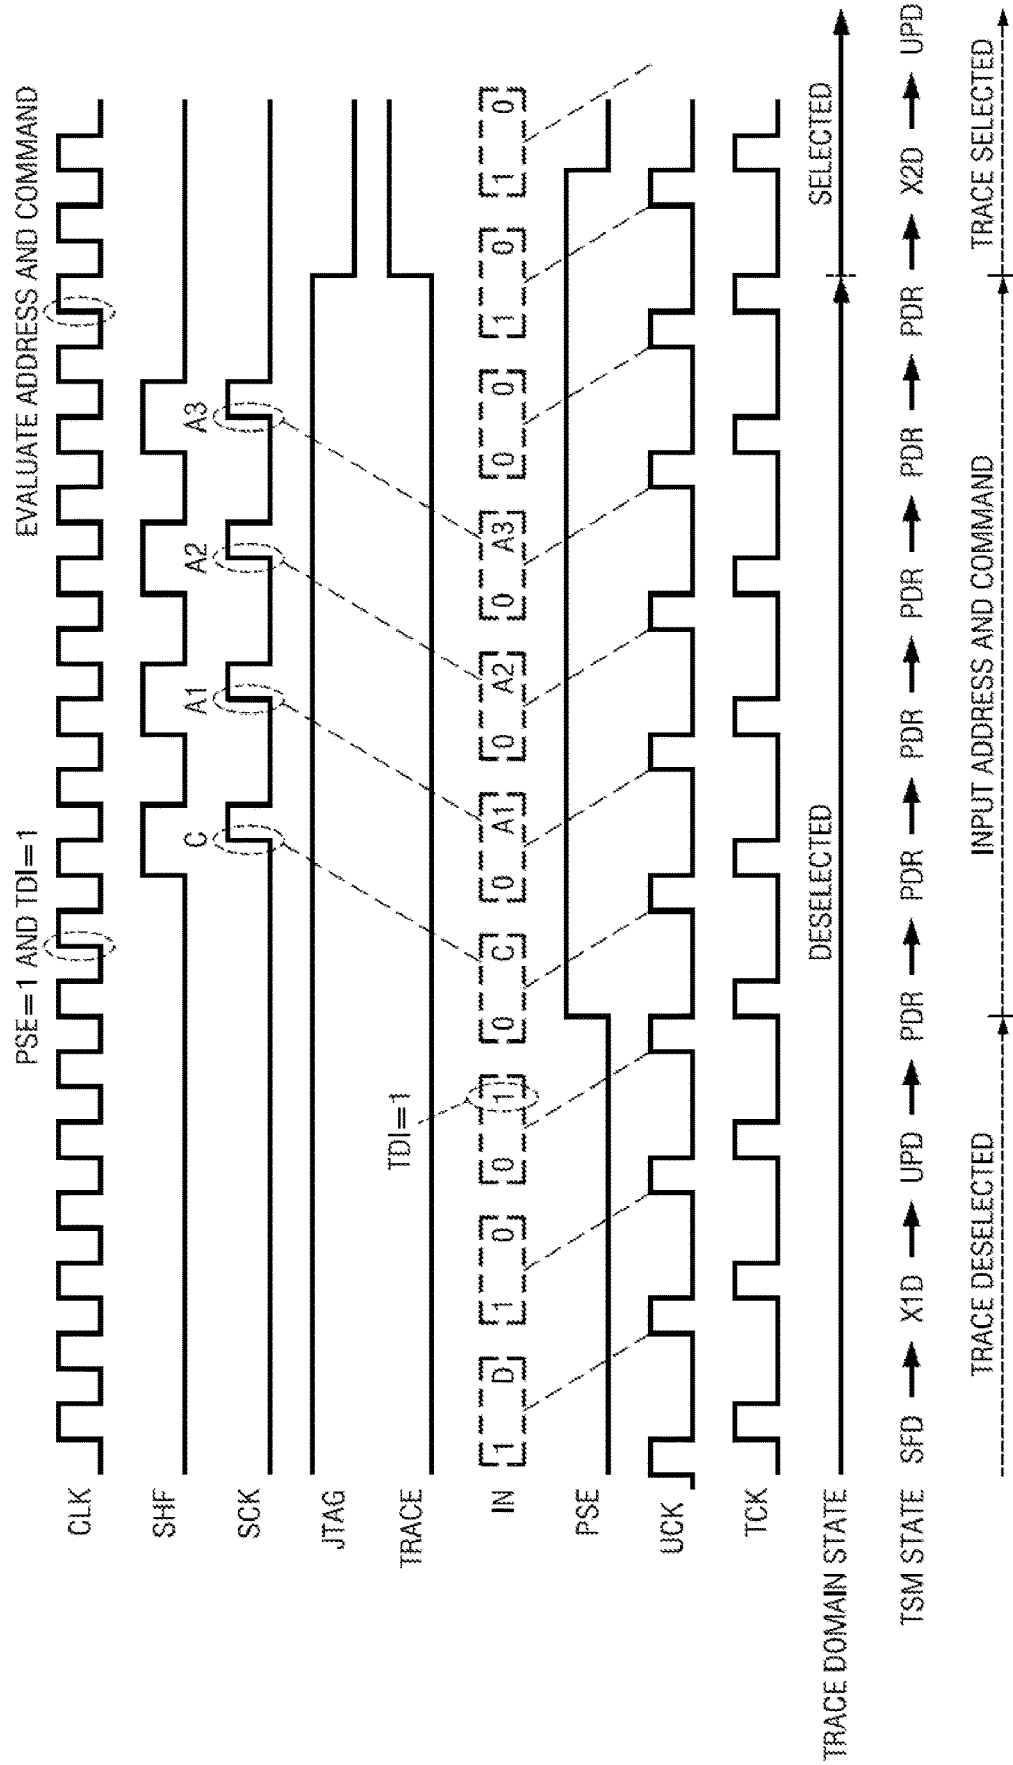 PSE=1 AND TDI=1
EVALUATE ADDRESS AND COMMAND
CLK
SHF
C A1 A2 A3
SCK
JTAG
TRACE
TDI=1
IN 1 D 1 0 0 1 0 C 0 A1 0 A2 0 A3 0 0 1 0 1 0
PSE
UCK
TCK
DESELECTED SELECTED
TRACE DOMAIN STATE
TSM STATE SFD X1D UPD PDR PDR PDR PDR PDR PDR X2D UPD
TRACE DESELECTED INPUT ADDRESS AND COMMAND TRACE SELECTED